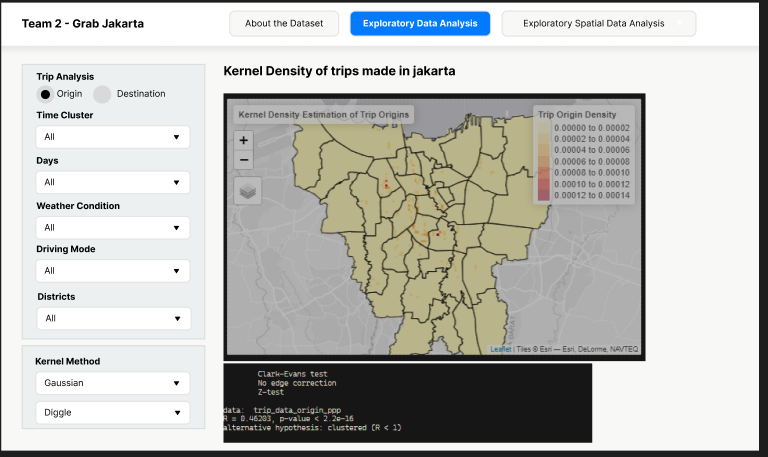 Team 2 - Grab Jakarta
About the Dataset
Exploratory Data Analysis
Exploratory Spatial Data Analysis
Trip Analysis
Origin
Destination
Time Cluster
All
Days
All
Weather Condition
All
Driving Mode
All
Districts
All
Kernel Method
Gaussian
Diggle
Kernel Density of trips made in jakarta
Kernel Density Estimation of Trip Origins
+
−
Trip Origin Density
0.00000 to 0.00002
0.00002 to 0.00004
0.00004 to 0.00006
0.00006 to 0.00008
0.00008 to 0.00010
0.00010 to 0.00012
0.00012 to 0.00014
Leaflet | Tiles © Esri — Esri, DeLorme, NAVTEQ
Clark-Evans test
No edge correction
Z-test
data: trip_data_origin_ppp
R = 0.46203, p-value < 2.2e-16
alternative hypothesis: clustered (R < 1)